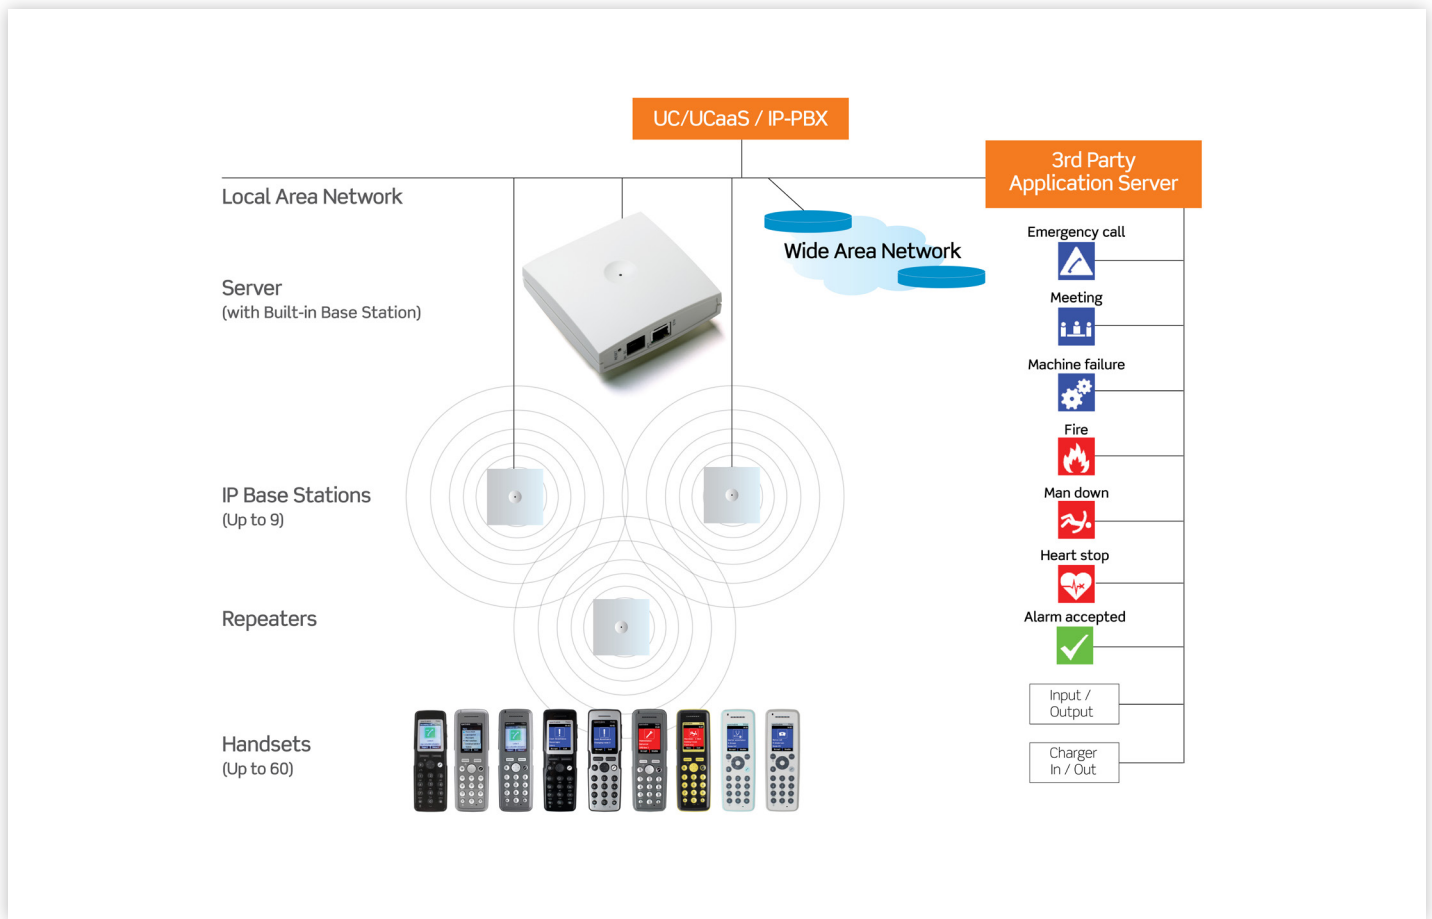 UC/UCaaS / IP-PBX
3rd Party
Application Server
Local Area Network
Wide Area Network
Server
(with Built-in Base Station)
IP Base Stations
(Up to 9)
Repeaters
Handsets
(Up to 60)
Emergency call
Meeting
Machine failure
Fire
Man down
Heart stop
Alarm accepted
Input /
Output
Charger
In / Out